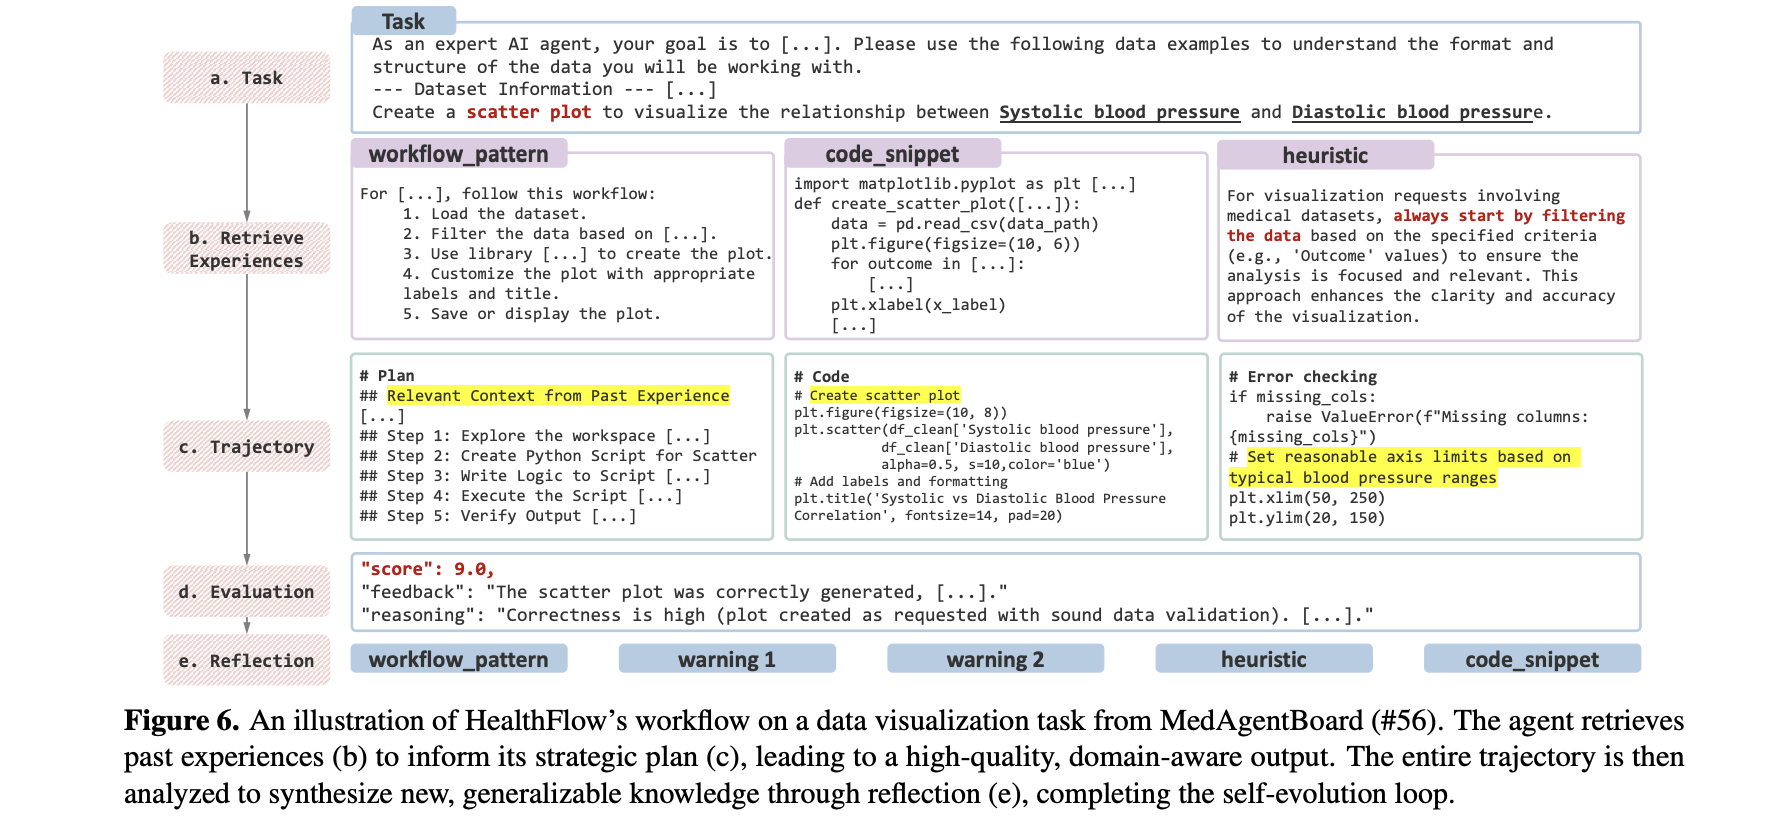 Task
a. Task
As an expert AI agent, your goal is to [...]. Please use the following data examples to understand the format and
structure of the data you will be working with.
--- Dataset Information --- [...]
Create a scatter plot to visualize the relationship between Systolic blood pressure and Diastolic blood pressure.
b. Retrieve
Experiences
workflow_pattern
For [...], follow this workflow:
1. Load the dataset.
2. Filter the data based on [...].
3. Use library [...] to create the plot.
4. Customize the plot with appropriate
labels and title.
5. Save or display the plot.
code_snippet
import matplotlib.pyplot as plt [...]
def create_scatter_plot([...]):
    data = pd.read_csv(data_path)
    plt.figure(figsize=(10, 6))
    for outcome in [...]:
        [...]
    plt.xlabel(x_label)
    [...]
heuristic
For visualization requests involving
medical datasets, always start by filtering
the data based on the specified criteria
(e.g., 'Outcome' values) to ensure the
analysis is focused and relevant. This
approach enhances the clarity and accuracy
of the visualization.
c. Trajectory
# Plan
## Relevant Context from Past Experience
[...]
## Step 1: Explore the workspace [...]
## Step 2: Create Python Script for Scatter
## Step 3: Write Logic to Script [...]
## Step 4: Execute the Script [...]
## Step 5: Verify Output [...]
# Code
# Create scatter plot
plt.figure(figsize=(10, 8))
plt.scatter(df_clean['Systolic blood pressure'],
            df_clean['Diastolic blood pressure'],
            alpha=0.5, s=10,color='blue')
# Add labels and formatting
plt.title('Systolic vs Diastolic Blood Pressure
Correlation', fontsize=14, pad=20)
# Error checking
if missing_cols:
    raise ValueError(f"Missing columns:
{missing_cols}")
# Set reasonable axis limits based on
typical blood pressure ranges
plt.xlim(50, 250)
plt.ylim(20, 150)
d. Evaluation
"score": 9.0,
"feedback": "The scatter plot was correctly generated, [...]."
"reasoning": "Correctness is high (plot created as requested with sound data validation). [...]."
e. Reflection
workflow_pattern
warning 1
warning 2
heuristic
code_snippet
Figure 6. An illustration of HealthFlow's workflow on a data visualization task from MedAgentBoard (#56). The agent retrieves
past experiences (b) to inform its strategic plan (c), leading to a high-quality, domain-aware output. The entire trajectory is then
analyzed to synthesize new, generalizable knowledge through reflection (e), completing the self-evolution loop.